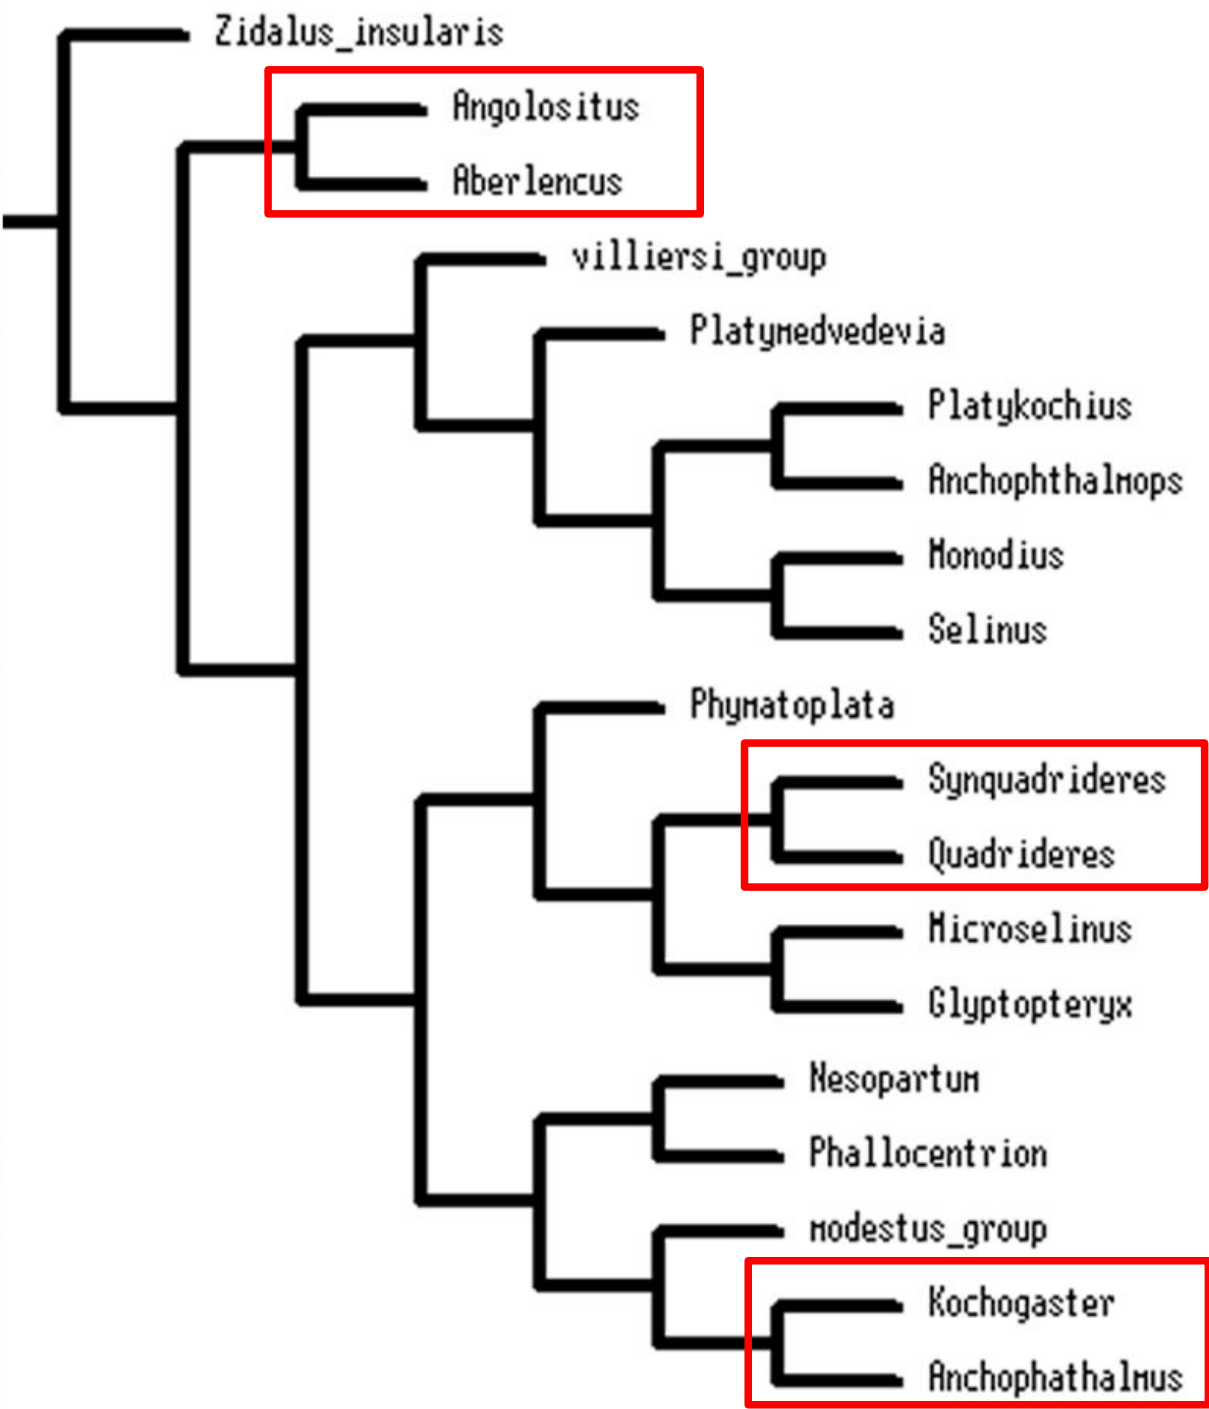 Zidalus_insularis
Angolositus
Aberlencus
villiersi_group
Platymedvedevia
Platykochius
Anchophthalmops
Monodius
Selinus
Phymatoplata
Synquadrideres
Quadrideres
Microselinus
Glyptopteryx
Nesopartum
Phallocentrion
modestus_group
Kochogaster
Anchophathalmus